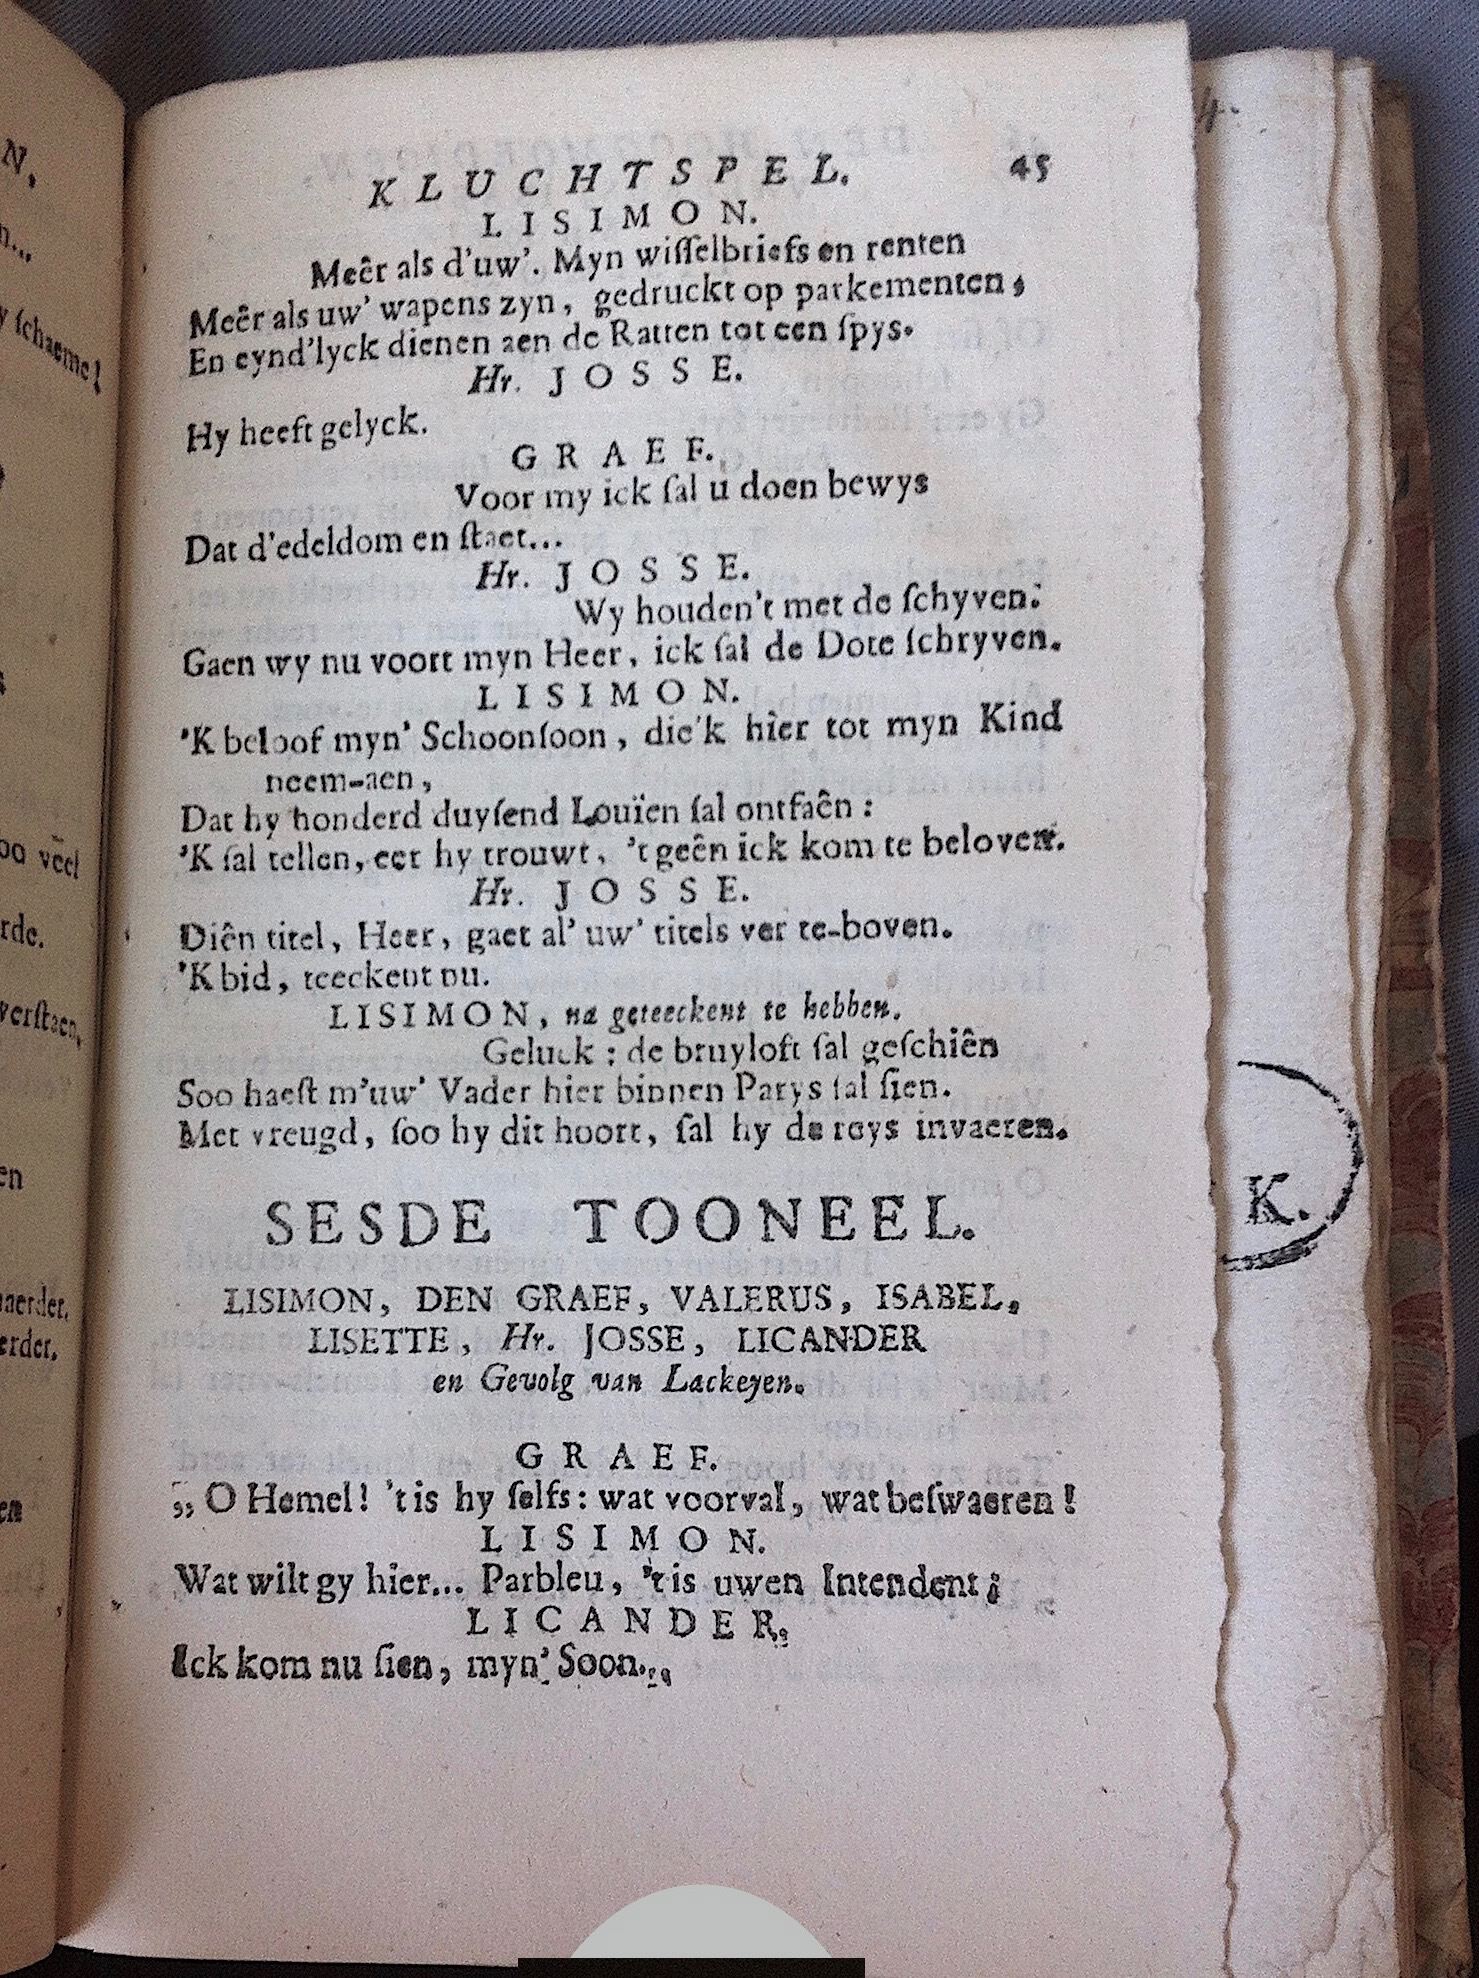 KLUCHTSPEL. 45
LISIMON.
Meêr als d'uw'. Myn wiſſelbriefs en renten
Meêr als uw' wapens zyn, gedruckt op parkementen,
En eynd'lyck dienen aen de Ratten tot een ſpys.
Hr. JOSSE.
Hy heeft gelyck.
GRAEF.
Voor my ick ſal u doen bewys
Dat d'edeldom en ſtaet...
Hr. JOSSE.
Wy houden't met de ſchyven:
Gaen wy nu voort myn Heer, ick ſal de Dote ſchryven.
LISIMON.
'K beloof myn' Schoonſoon, die'k hier tot myn Kind
neem-aen,
Dat hy honderd duyſend Louïen ſal ontfaên:
'K ſal tellen, eer hy trouwt, 't geên ick kom te beloven.
Hr. JOSSE.
Diên titel, Heer, gaet al' uw' titels ver te-boven.
'K bid, teeckent nu.
LISIMON, na geteeckent te hebben.
Geluck: de bruyloft ſal geſchiên
Soo haeſt m'uw' Vader hier binnen Parys ſal ſien.
Met vreugd, ſoo hy dit hoort, ſal hy de reys invaeren.
SESDE TOONEEL.
LISIMON, DEN GRAEF, VALERUS, ISABEL,
LISETTE, Hr. JOSSE, LICANDER
en Gevolg van Lackeyen.
GRAEF.
,, O Hemel! 't is hy ſelfs: wat voorval, wat beſwaeren!
LISIMON.
Wat wilt gy hier... Parbleu, 't is uwen Intendent;
LICANDER,
Ick kom nu ſien, myn' Soon...
N,
n...
y ſchaeme!
oo veel
rde.
verſtaen,
en
aerder.
erder.
en
K.